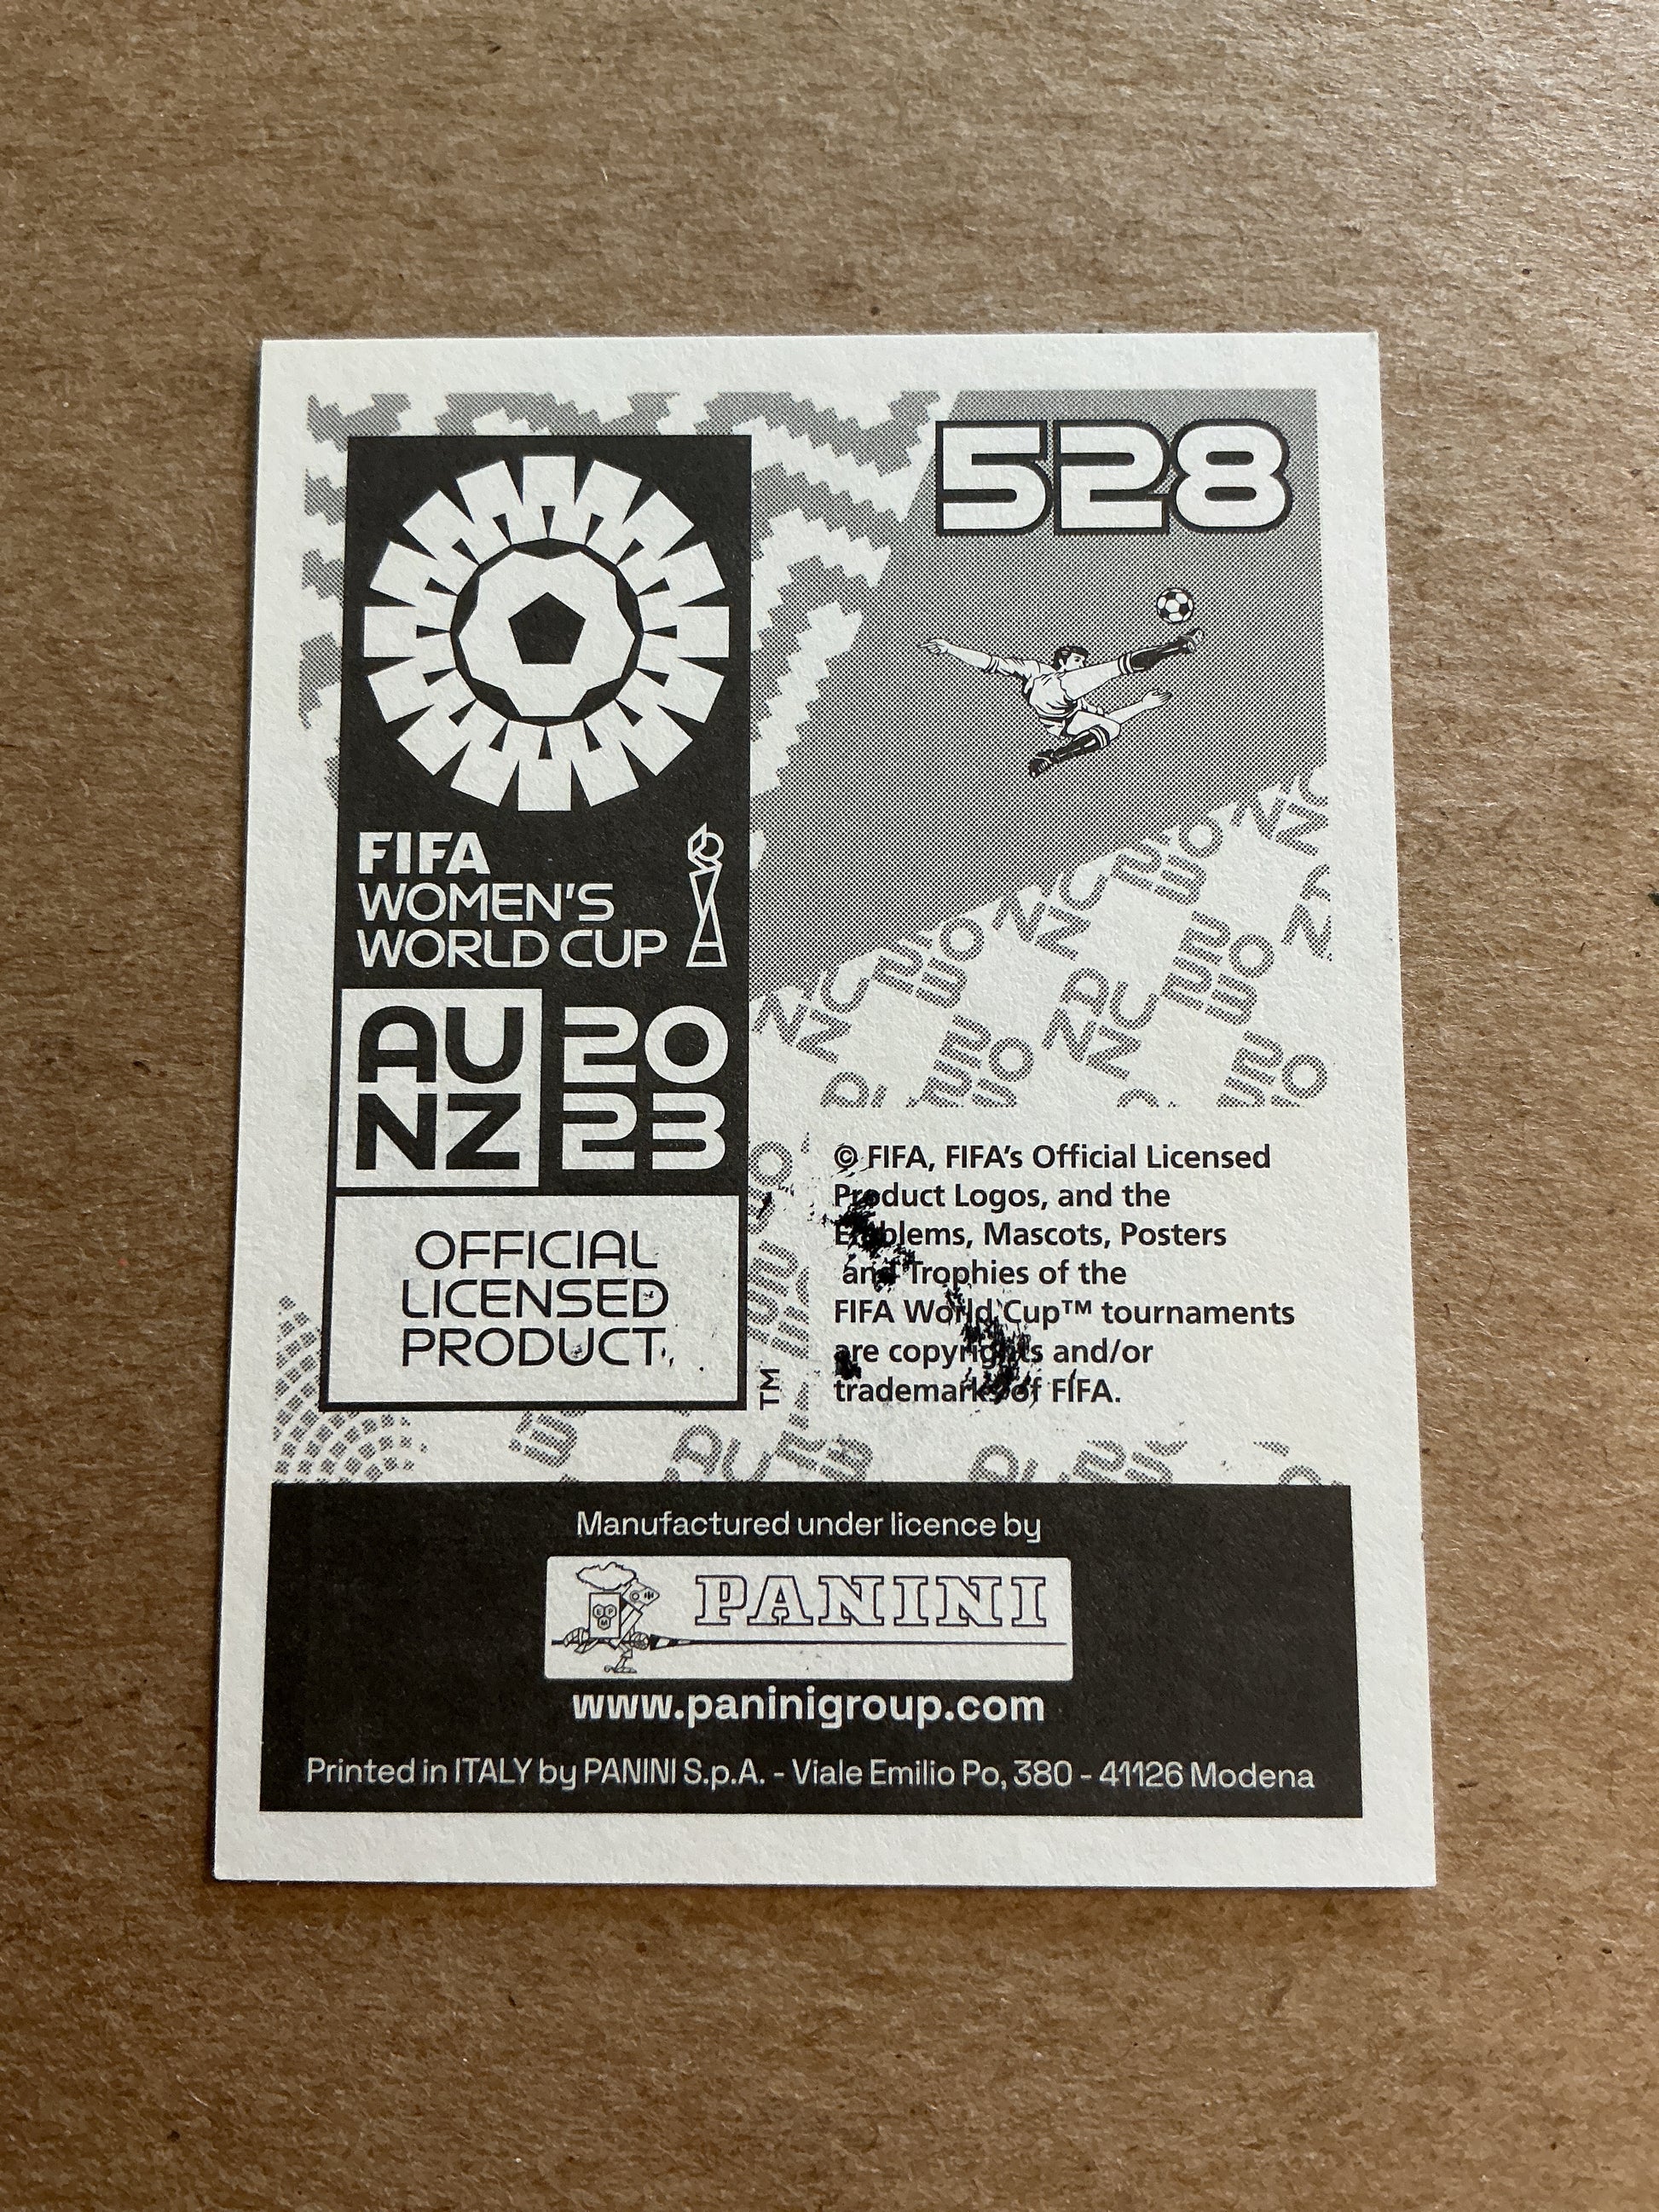 528
FIFA
WOMEN'S
WORLD CUP
AU
NZ
20
23
OFFICIAL
LICENSED
PRODUCT
TM
© FIFA, FIFA's Official Licensed
Product Logos, and the
Emblems, Mascots, Posters
and Trophies of the
FIFA World Cup™ tournaments
are copyrights and/or
trademarks of FIFA.
Manufactured under licence by
PANINI
www.paninigroup.com
Printed in ITALY by PANINI S.p.A. - Viale Emilio Po, 380 - 41126 Modena